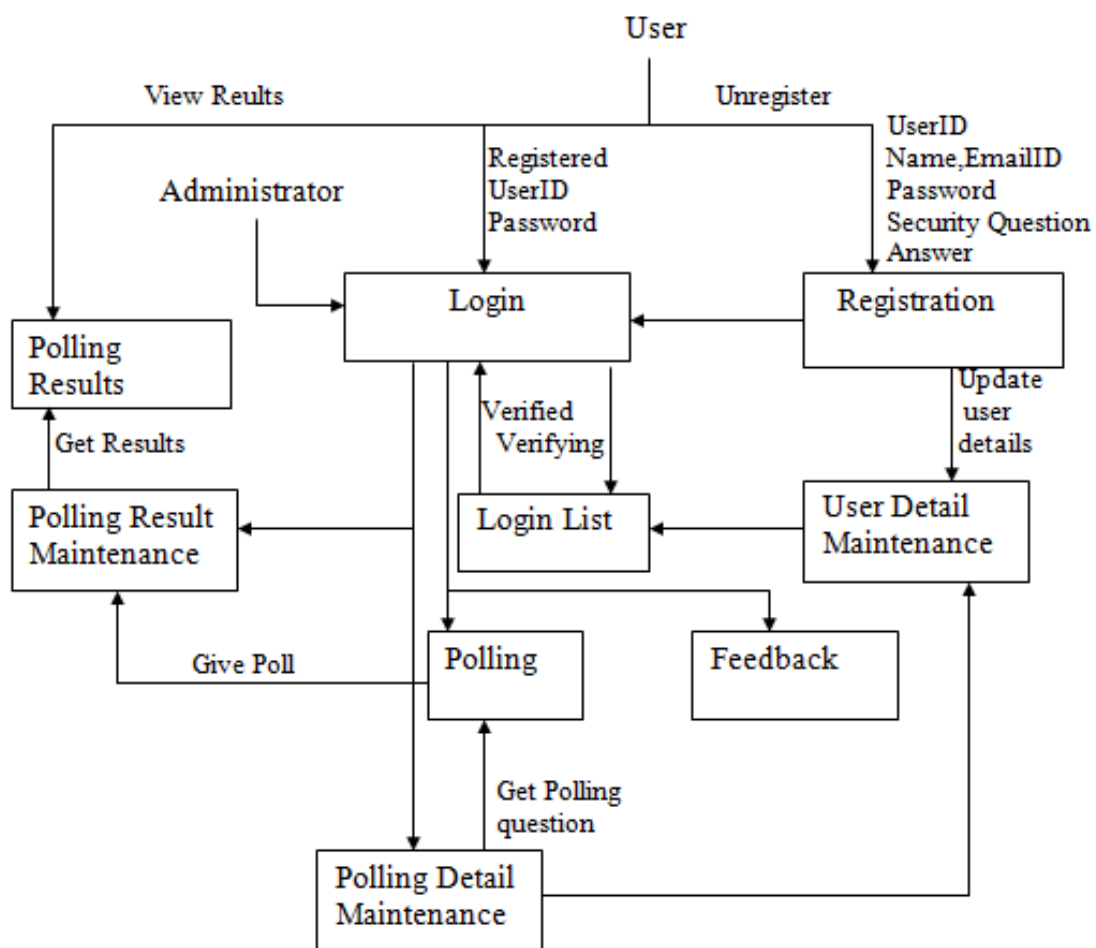 User
View Reults
Unregister
UserID
Name,EmailID
Password
Security Question
Answer
Registered
UserID
Password
Administrator
Login
Registration
Polling
Results
Update
user
details
Verified
Verifying
Get Results
Polling Result
Maintenance
Login List
User Detail
Maintenance
Give Poll
Polling
Feedback
Get Polling
question
Polling Detail
Maintenance